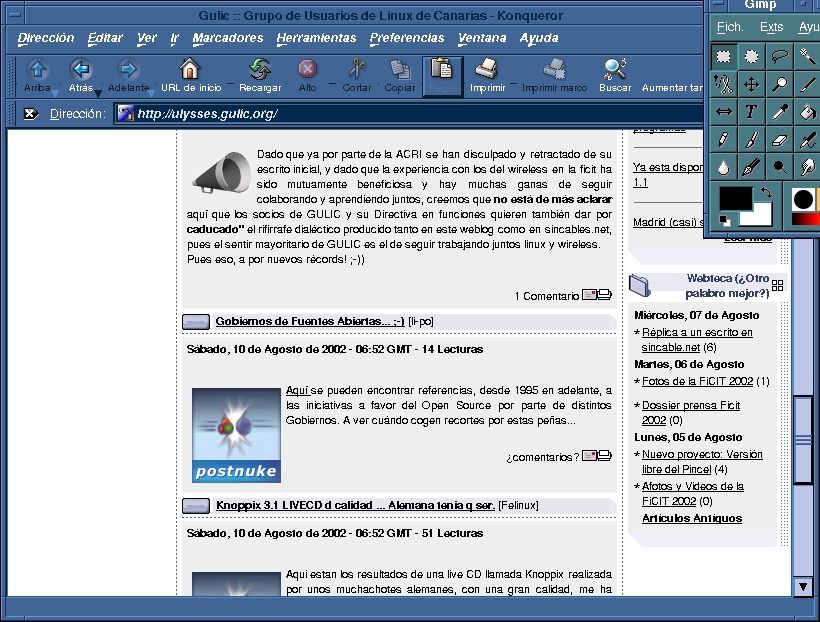 Gulic :: Grupo de Usuarios de Linux de Canarias - Konqueror
Dirección Editar Ver Ir Marcadores Herramientas Preferencias Ventana Ayuda
Arriba Atrás Adelante URL de inicio Recargar Alto Cortar Copiar Pegar Imprimir Imprimir marco Buscar Aumentar tar
Dirección: http://ulysses.gulic.org/
Gimp
Fich. Exts Ayu
Dado que ya por parte de la ACRI se han disculpado y retractado de su
escrito inicial, y dado que la experiencia con los del wireless en la ficit ha
sido mutuamente beneficiosa y hay muchas ganas de seguir
colaborando y aprendiendo juntos, creemos que no está de más aclarar
aquí que los socios de GULIC y su Directiva en funciones quieren también dar por
caducado" el rifirrafe dialéctico producido tanto en este weblog como en sincables.net,
pues el sentir mayoritario de GULIC es el de seguir trabajando juntos linux y wireless.
Pues eso, a por nuevos récords! ;-))
1 Comentario
Gobiernos de Fuentes Abiertas... ;-) [li-po]
Sábado, 10 de Agosto de 2002 - 06:52 GMT - 14 Lecturas
Aquí se pueden encontrar referencias, desde 1995 en adelante, a
las iniciativas a favor del Open Source por parte de distintos
Gobiernos. A ver cuándo cogen recortes por estas peñas...
postnuke
¿comentarios?
Knoppix 3.1 LIVECD d calidad ... Alemana tenia q ser. [Felinux]
Sábado, 10 de Agosto de 2002 - 06:52 GMT - 51 Lecturas
Aqui estan los resultados de una live CD llamada Knoppix realizada
por unos muchachotes alemanes, con una gran calidad, me ha
Ya esta dispor
1.1
Madrid (casi) s
Leer más
Webteca (¿Otro
palabro mejor?)
Miércoles, 07 de Agosto
* Réplica a un escrito en
sincable.net (6)
Martes, 06 de Agosto
* Fotos de la FiCIT 2002 (1)
* Dossier prensa Ficit
2002 (0)
Lunes, 05 de Agosto
* Nuevo proyecto: Versión
libre del Pincel (4)
* Afotos y Videos de la
FiCIT 2002 (0)
Artículos Antiguos